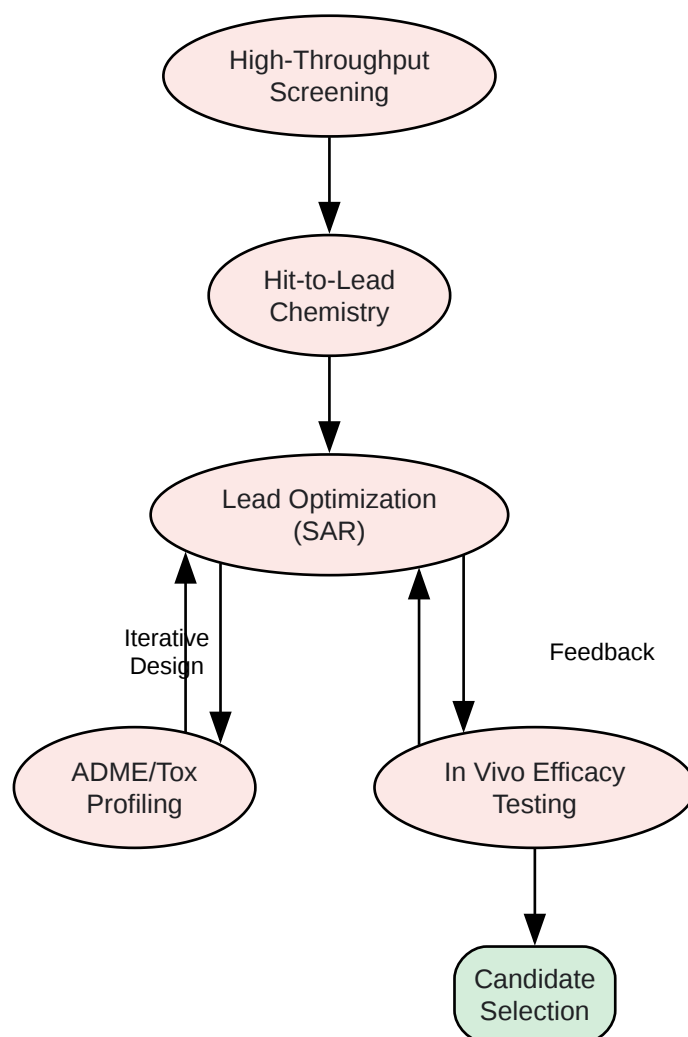 High-Throughput
Screening
Hit-to-Lead
Chemistry
Lead Optimization
(SAR)
Iterative
Design
Feedback
ADME/Tox
Profiling
In Vivo Efficacy
Testing
Candidate
Selection